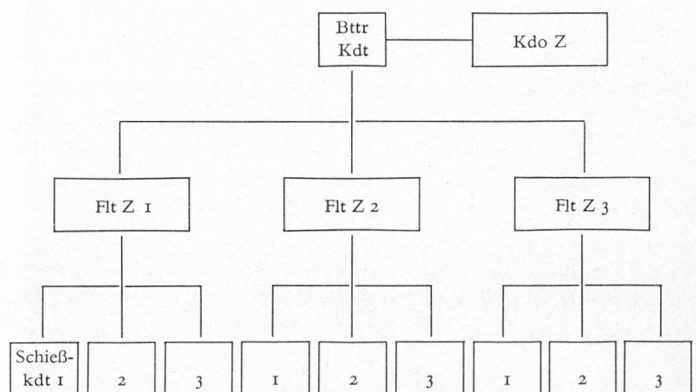 Bttr
Kdt
Kdo Z
Flt Z 1
Flt Z 2
Flt Z 3
Schieß-
kdt 1
2
3
1
2
3
1
2
3